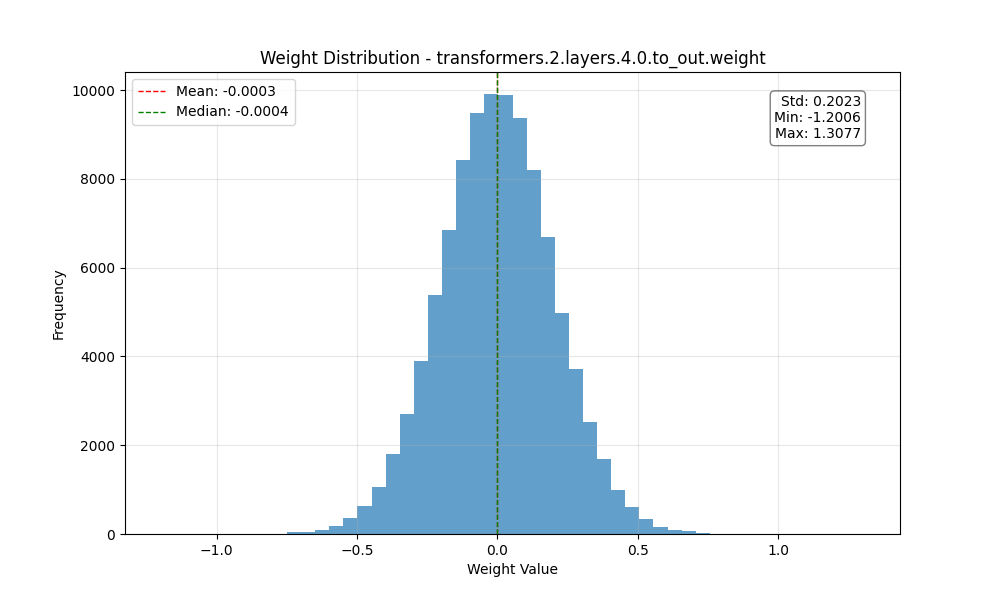 Weight Distribution - transformers.2.layers.4.0.to_out.weight
Mean: -0.0003
Median: -0.0004
Std: 0.2023
Min: -1.2006
Max: 1.3077
10000
8000
6000
4000
2000
0
Frequency
−1.0
−0.5
0.0
0.5
1.0
Weight Value